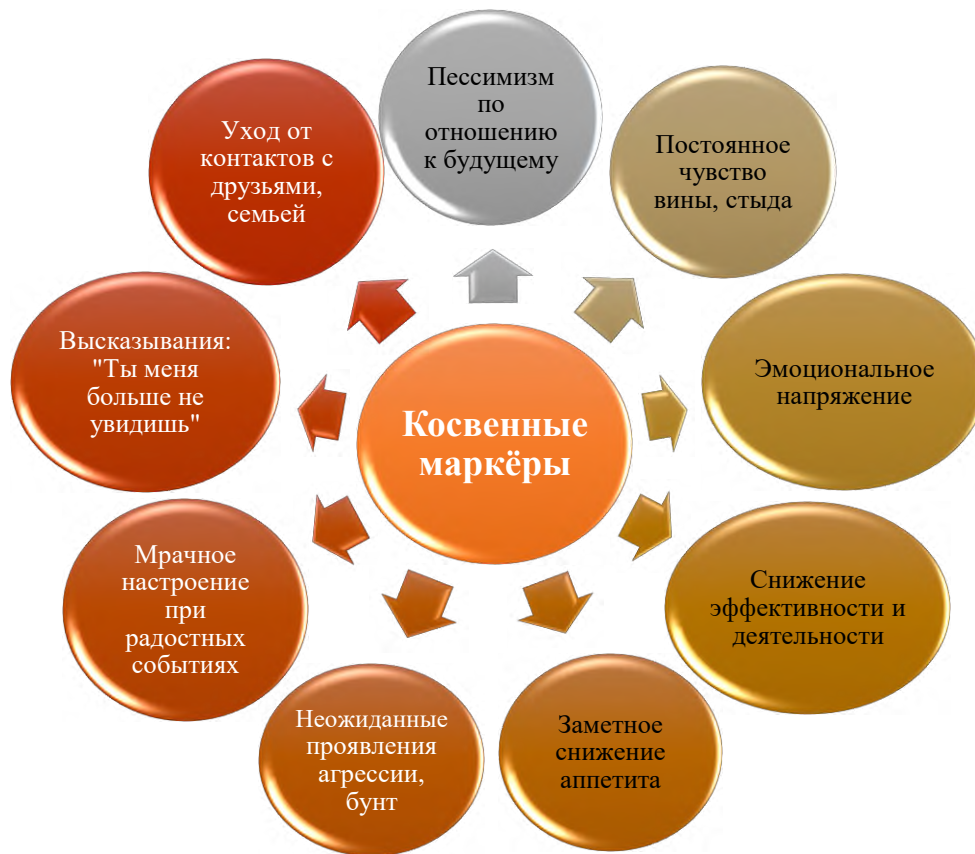 Пессимизм
по
отношению
к будущему
Постоянное
чувство
вины, стыда
Эмоциональное
напряжение
Снижение
эффективности и
деятельности
Заметное
снижение
аппетита
Неожиданные
проявления
агрессии,
бунт
Мрачное
настроение
при
радостных
событиях
Высказывания:
"Ты меня
больше не
увидишь"
Уход от
контактов с
друзьями,
семьей
Косвенные
маркёры